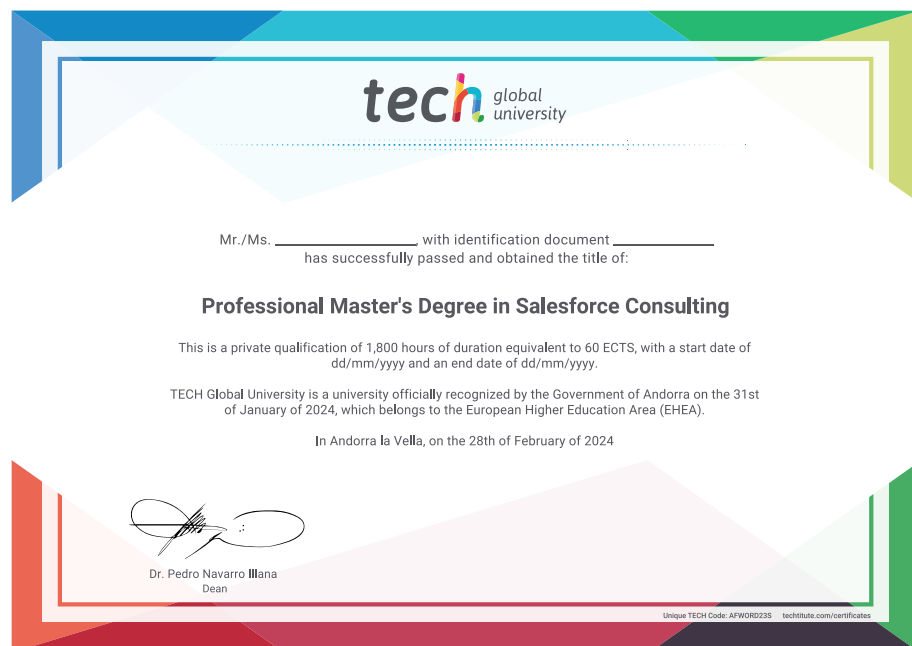 tech global
university
Mr./Ms. ____________________, with identification document ______________
has successfully passed and obtained the title of:
Professional Master's Degree in Salesforce Consulting
This is a private qualification of 1,800 hours of duration equivalent to 60 ECTS, with a start date of
dd/mm/yyyy and an end date of dd/mm/yyyy.
TECH Global University is a university officially recognized by the Government of Andorra on the 31st
of January of 2024, which belongs to the European Higher Education Area (EHEA).
In Andorra la Vella, on the 28th of February of 2024
Dr. Pedro Navarro Illana
Dean
Unique TECH Code: AFWORD23S techtitute.com/certificates